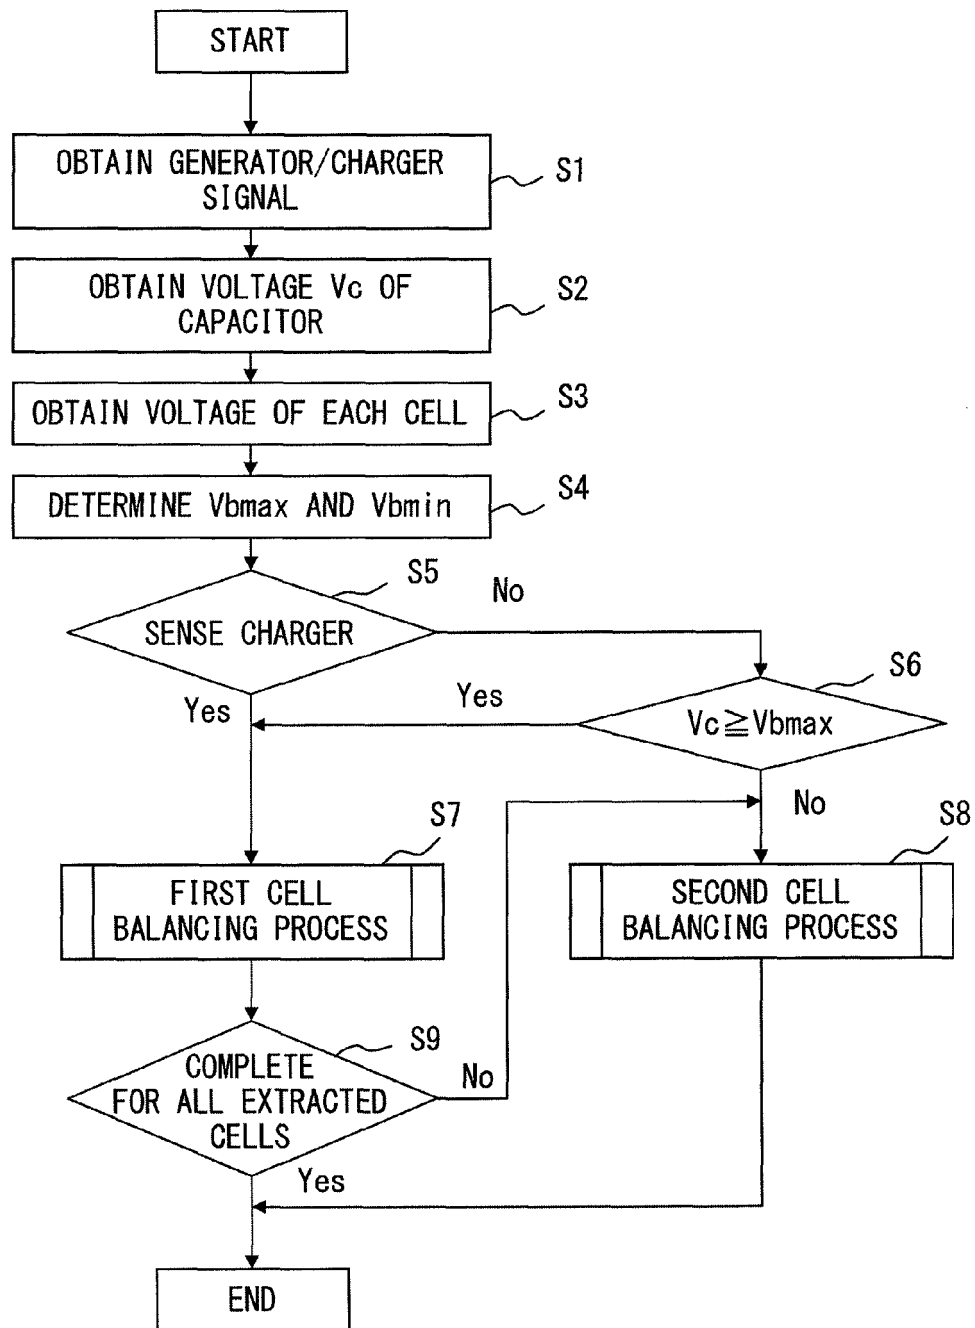 START
OBTAIN GENERATOR/CHARGER
SIGNAL
S1
OBTAIN VOLTAGE Vc OF
CAPACITOR
S2
OBTAIN VOLTAGE OF EACH CELL
S3
DETERMINE Vbmax AND Vbmin
S4
SENSE CHARGER
S5
No
Yes
Vc≧Vbmax
S6
Yes
No
FIRST CELL
BALANCING PROCESS
S7
SECOND CELL
BALANCING PROCESS
S8
COMPLETE
FOR ALL EXTRACTED
CELLS
S9
No
Yes
END